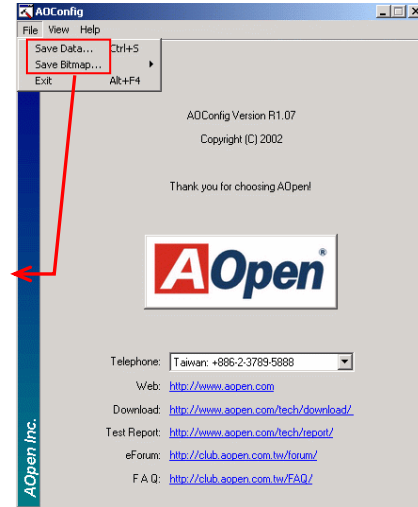 AOConfig
File View Help
Save Data... Ctrl+S
Save Bitmap...
Exit Alt+F4
AOConfig Version R1.07
Copyright (C) 2002
Thank you for choosing AOpen!
AOpen®
Telephone: Taiwan: +886-2-3789-5888
Web: http://www.aopen.com
Download: http://www.aopen.com/tech/download/
Test Report: http://www.aopen.com/tech/report/
eForum: http://club.aopen.com.tw/forum/
F A Q: http://club.aopen.com.tw/FAQ/
AOpen Inc.